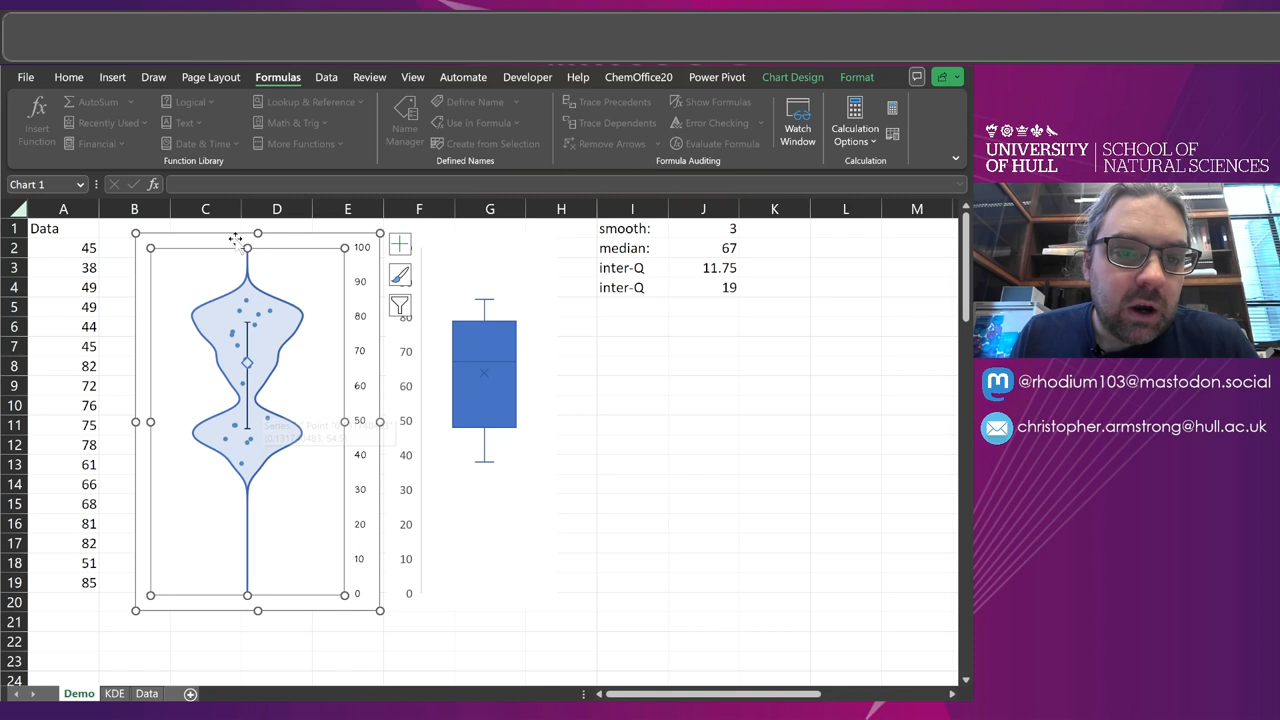 File Home Insert Draw Page Layout Formulas Data Review View Automate Developer Help ChemOffice20 Power Pivot Chart Design Format
AutoSum Logical Lookup & Reference
Recently Used Text Math & Trig
Financial Date & Time More Functions
Insert Function
Function Library
Name Manager
Define Name
Use in Formula
Create from Selection
Defined Names
Trace Precedents Show Formulas
Trace Dependents Error Checking
Remove Arrows Evaluate Formula
Formula Auditing
Watch Window
Calculation Options
Calculation
UNIVERSITY OF HULL
SCHOOL OF NATURAL SCIENCES
Chart 1 fx
A B C D E F G H I J K L M
1 Data smooth: 3
2 45 median: 67
3 38 inter-Q 11.75
4 49 inter-Q 19
5 49
6 44
7 45
8 82
9 72
10 76
11 75
12 78
13 61
14 66
15 68
16 81
17 82
18 51
19 85
20
21
22
23
24
100
90
80
70
60
50
40
30
20
10
0
80
70
60
50
40
30
20
10
0
@rhodium103@mastodon.social
christopher.armstrong@hull.ac.uk
Demo KDE Data